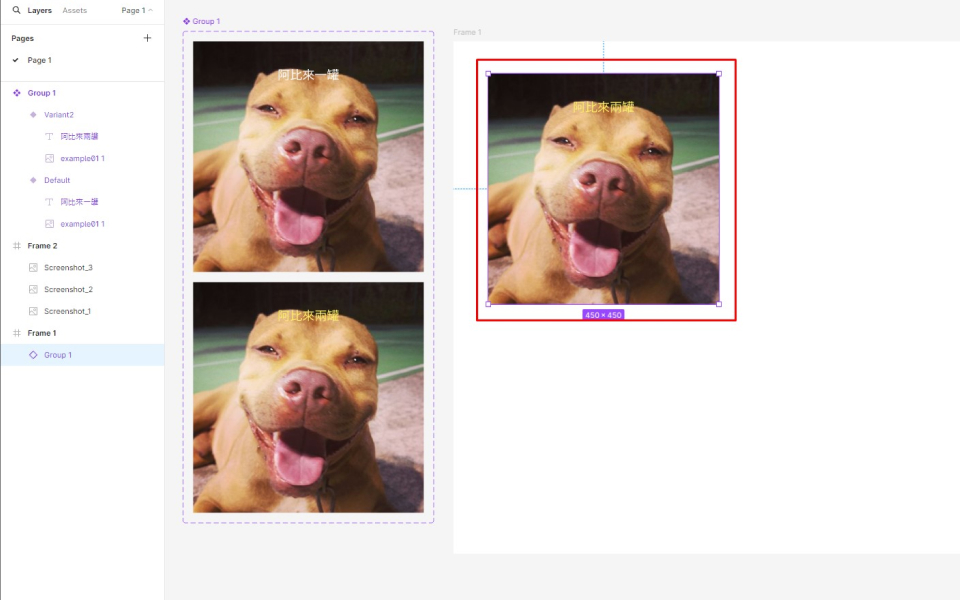 Layers
Assets
Page 1
Pages
Page 1
Group 1
Variant2
阿比來兩罐
example01 1
Default
阿比來一罐
example01 1
Frame 2
Screenshot_3
Screenshot_2
Screenshot_1
Frame 1
Group 1
Group 1
阿比來一罐
阿比來兩罐
Frame 1
阿比來兩罐
450 × 450